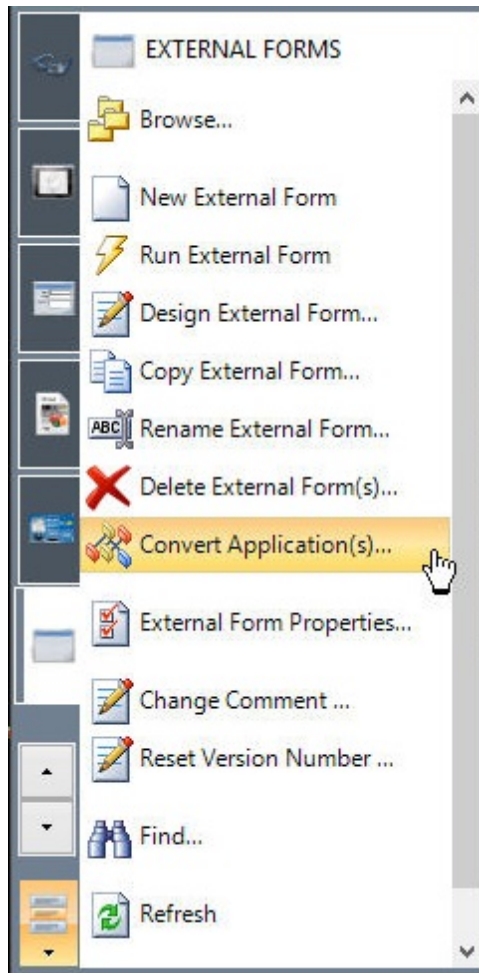 EXTERNAL FORMS
Browse...
New External Form
Run External Form
Design External Form...
Copy External Form...
ABC
Rename External Form...
Delete External Form(s)...
Convert Application(s)...
External Form Properties...
Change Comment ...
Reset Version Number ...
Find...
Refresh